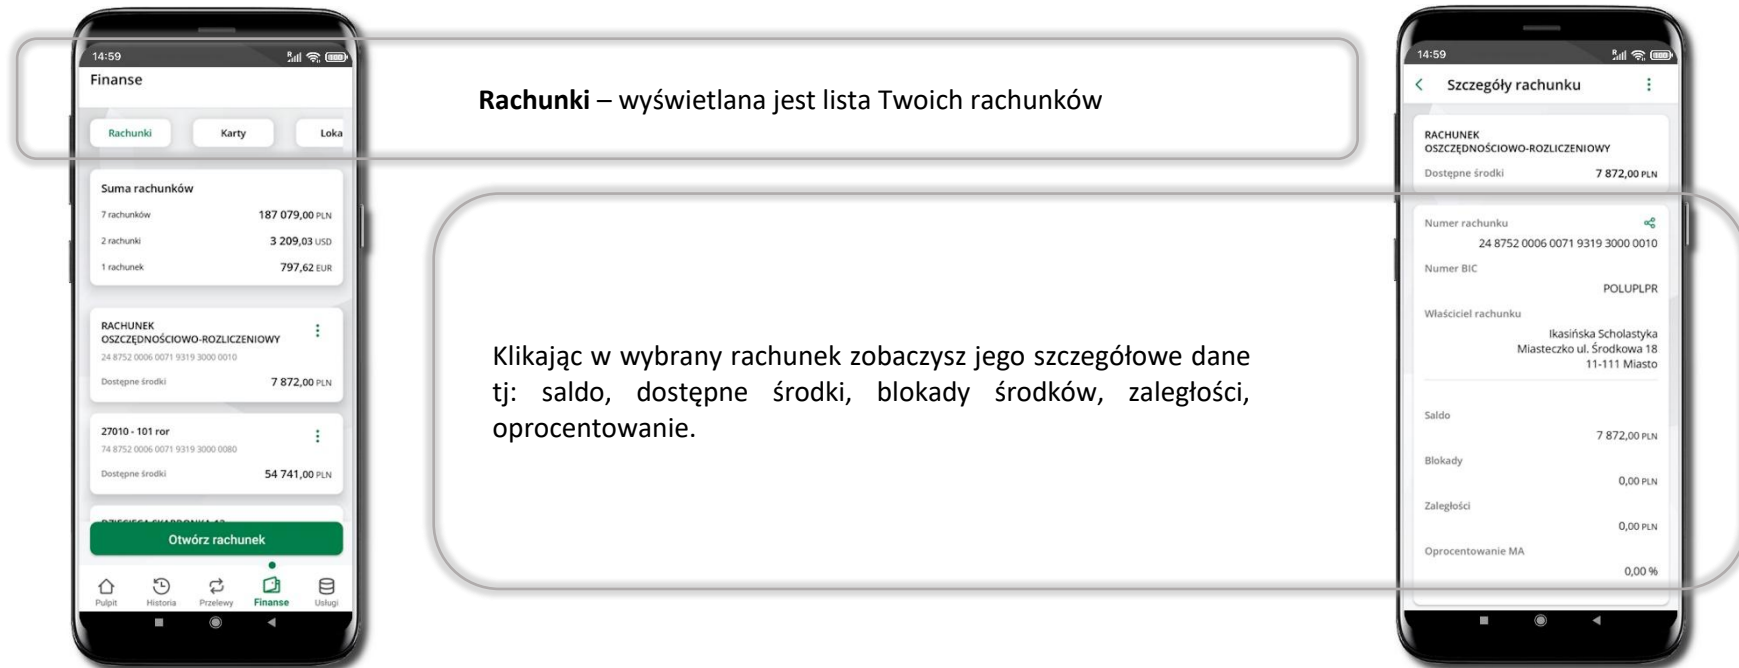 14:59
Finanse
Rachunki
Karty
Loka
Suma rachunków
7 rachunków 187 079,00 PLN
2 rachunki 3 209,03 USD
1 rachunek 797,62 EUR
RACHUNEK
OSZCZĘDNOŚCIOWO-ROZLICZENIOWY
24 8752 0006 0071 9319 3000 0010
Dostępne środki 7 872,00 PLN
27010 - 101 ror
74 8752 0006 0071 9319 3000 0080
Dostępne środki 54 741,00 PLN
Otwórz rachunek
Pulpit Historia Przelewy Finanse Usługi
Rachunki – wyświetlana jest lista Twoich rachunków
Klikając w wybrany rachunek zobaczysz jego szczegółowe dane
tj: saldo, dostępne środki, blokady środków, zaległości,
oprocentowanie.
14:59
Szczegóły rachunku
RACHUNEK
OSZCZĘDNOŚCIOWO-ROZLICZENIOWY
Dostępne środki 7 872,00 PLN
Numer rachunku
24 8752 0006 0071 9319 3000 0010
Numer BIC
POLUPLPR
Właściciel rachunku
Ikasińska Scholastyka
Miasteczko ul. Środkowa 18
11-111 Miasto
Saldo
7 872,00 PLN
Blokady
0,00 PLN
Zaległości
0,00 PLN
Oprocentowanie MA
0,00 %